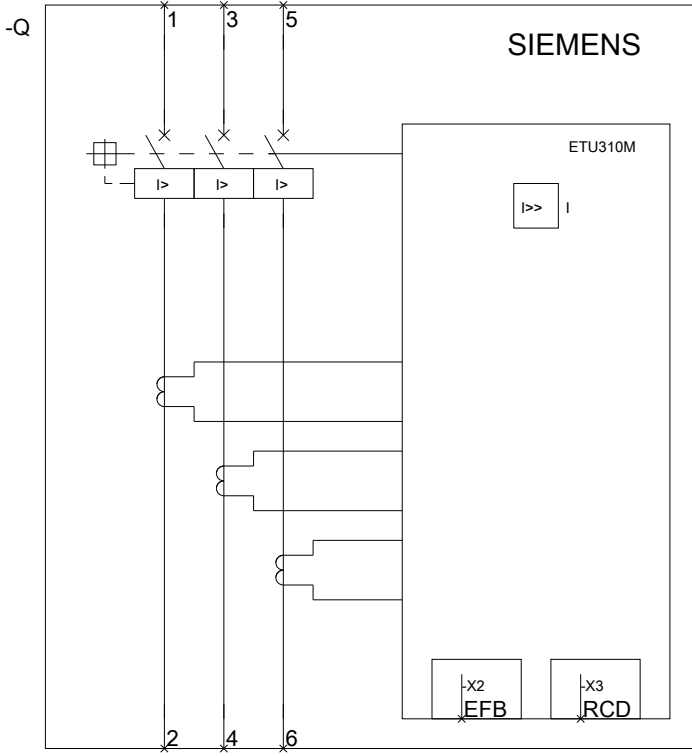 -Q
1 3 5
SIEMENS
ETU310M
I> I> I>
I>> I
-X2 -X3
EFB RCD
2 4 6